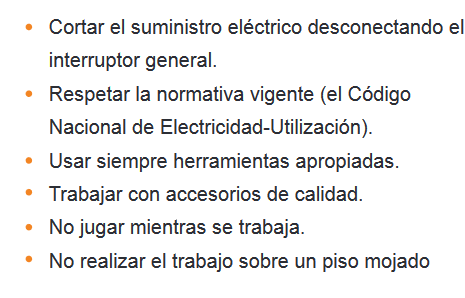 • Cortar el suministro eléctrico desconectando el
interruptor general.
• Respetar la normativa vigente (el Código
Nacional de Electricidad-Utilización).
• Usar siempre herramientas apropiadas.
• Trabajar con accesorios de calidad.
• No jugar mientras se trabaja.
• No realizar el trabajo sobre un piso mojado